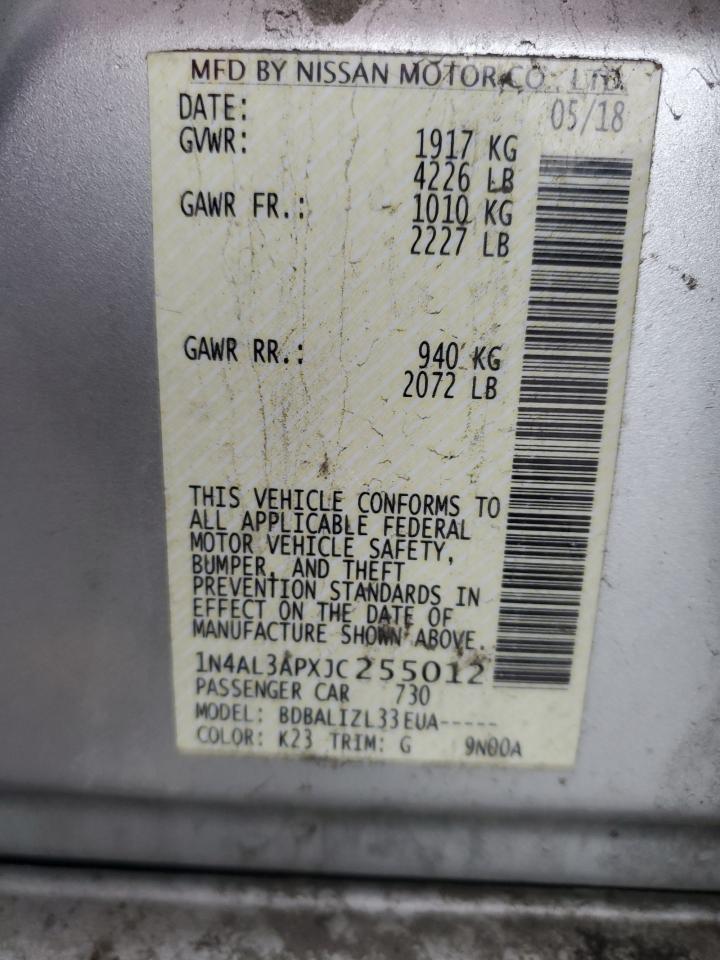 MFD BY NISSAN MOTOR CO., LTD.
DATE: 05/18
GVWR: 1917 KG
4226 LB
GAWR FR.: 1010 KG
2227 LB
GAWR RR.: 940 KG
2072 LB
THIS VEHICLE CONFORMS TO
ALL APPLICABLE FEDERAL
MOTOR VEHICLE SAFETY,
BUMPER, AND THEFT
PREVENTION STANDARDS IN
EFFECT ON THE DATE OF
MANUFACTURE SHOWN ABOVE.
1N4AL3APXJC255012
PASSENGER CAR 730
MODEL: BDBALIZL33EUA-----
COLOR: K23 TRIM: G 9N00A